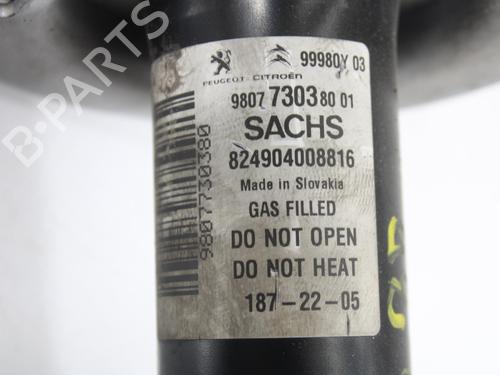 PEUGEOT CITROËN
99980Y 03
9807 7303 80 01
SACHS
824904008816
Made in Slovakia
GAS FILLED
DO NOT OPEN
DO NOT HEAT
187-22-05
9807730380
B-PARTS